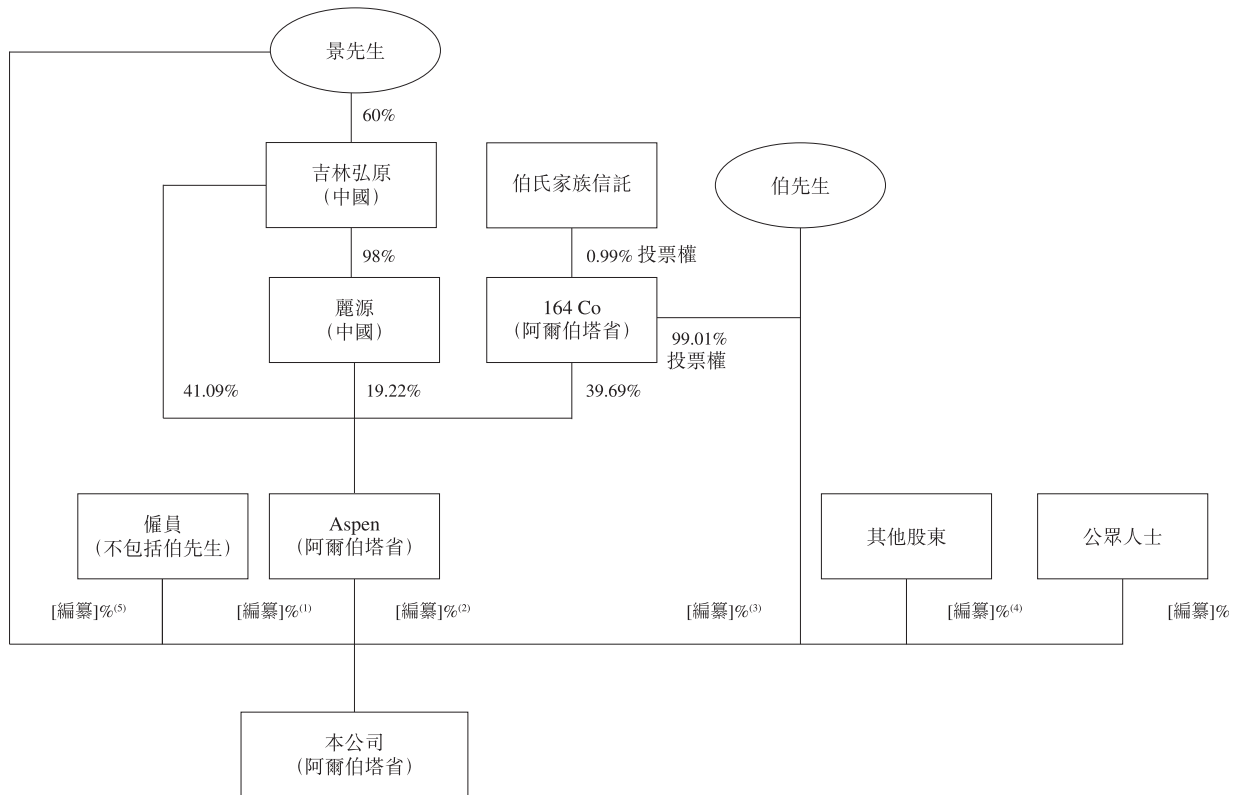 景先生
60%
吉林弘原
（中國）
伯氏家族信託
伯先生
98%
0.99% 投票權
麗源
（中國）
164 Co
（阿爾伯塔省）
99.01%
投票權
41.09%
19.22%
39.69%
僱員
（不包括伯先生）
Aspen
（阿爾伯塔省）
其他股東
公眾人士
[編纂]%(5)
[編纂]%(1)
[編纂]%(2)
[編纂]%(3)
[編纂]%(4)
[編纂]%
本公司
（阿爾伯塔省）